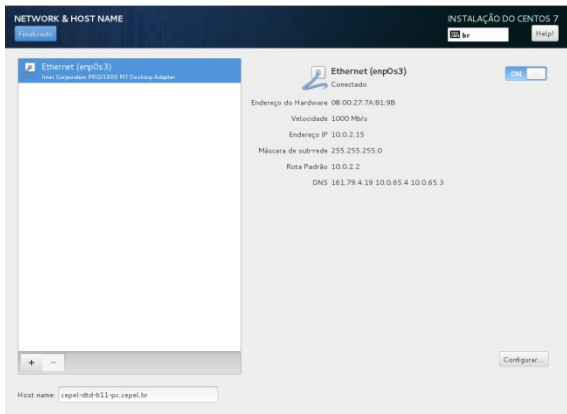 NETWORK & HOST NAME
INSTALAÇÃO DO CENTOS 7
Finalizado
br
Help!
Ethernet (enp0s3)
Intel Corporation PRO/1000 MT Desktop Adapter
Ethernet (enp0s3)
Conectado
ON
Endereço do Hardware 08:00:27:7A:B1:9B
Velocidade 1000 Mb/s
Endereço IP 10.0.2.15
Máscara de sub-rede 255.255.255.0
Rota Padrão 10.0.2.2
DNS 161.79.4.19 10.0.65.4 10.0.65.3
+ −
Configurar...
Host name: cepel-dtd-b11-pc.cepel.br